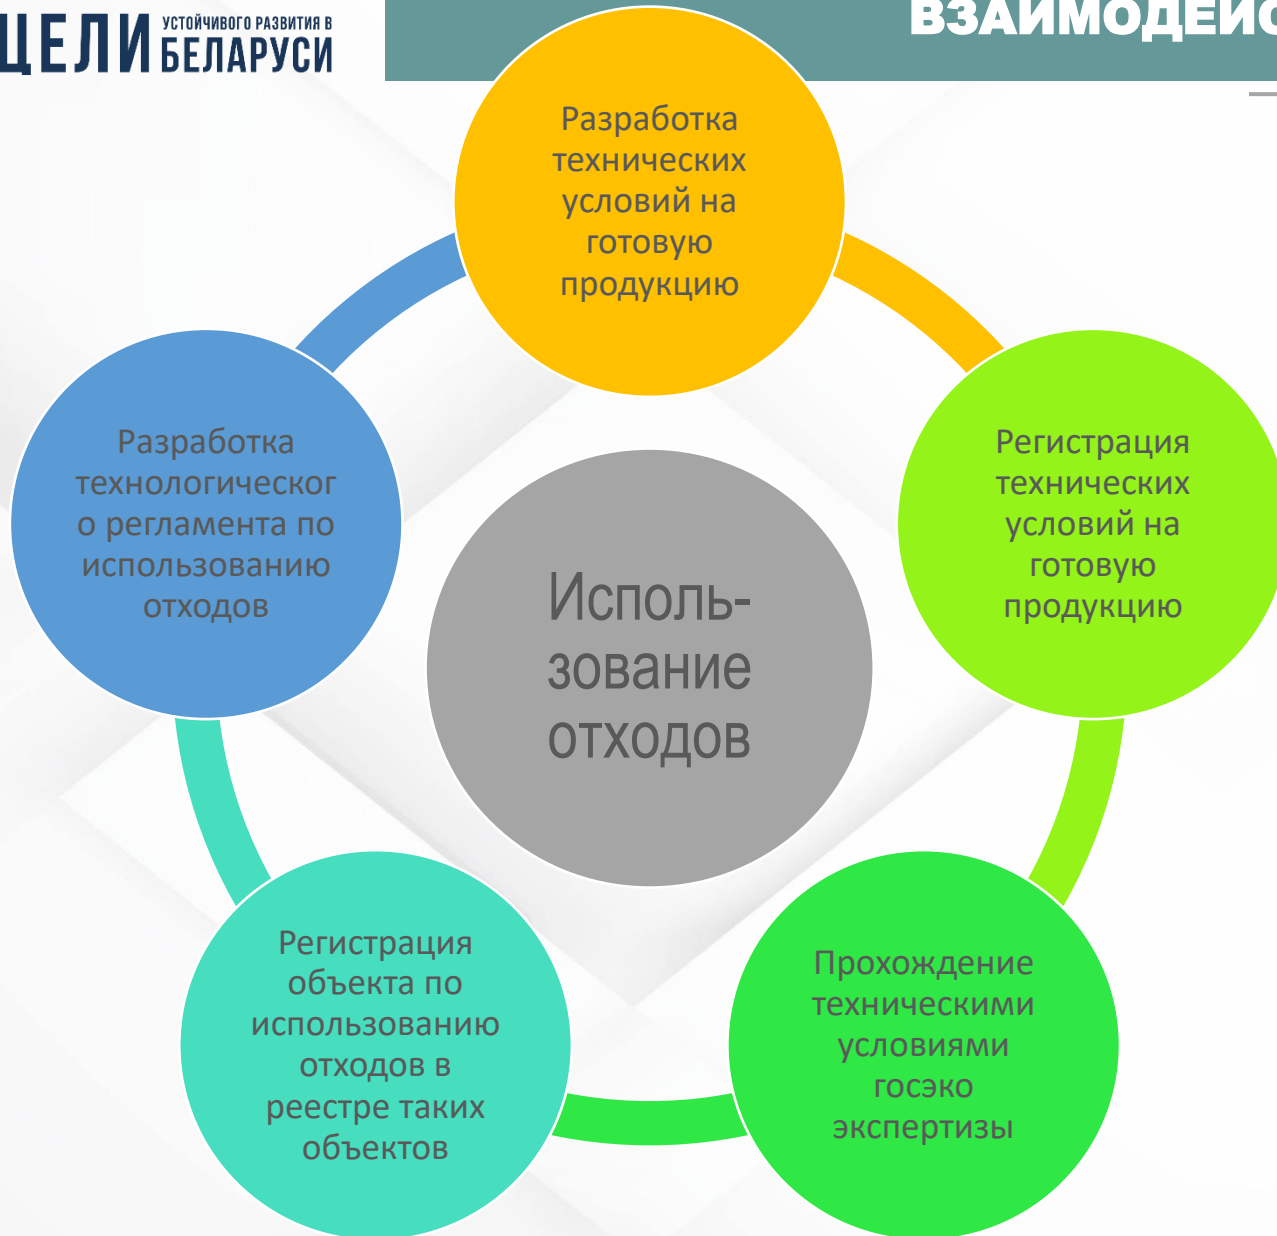 ЦЕЛИ УСТОЙЧИВОГО РАЗВИТИЯ В
БЕЛАРУСИ
ВЗАИМОДЕЙС
Разработка
технических
условий на
готовую
продукцию
Разработка
технологическог
о регламента по
использованию
отходов
Регистрация
технических
условий на
готовую
продукцию
Исполь-
зование
отходов
Регистрация
объекта по
использованию
отходов в
реестре таких
объектов
Прохождение
техническими
условиями
госэко
экспертизы